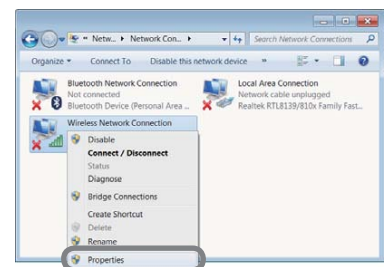 Netw... ▸ Network Con... ▸
Search Network Connections
Organize ▾ Connect To Disable this network device »
Bluetooth Network Connection
Not connected
Bluetooth Device (Personal Area ...
Local Area Connection
Network cable unplugged
Realtek RTL8139/810x Family Fast...
Wireless Network Connection
Disable
Connect / Disconnect
Status
Diagnose
Bridge Connections
Create Shortcut
Delete
Rename
Properties